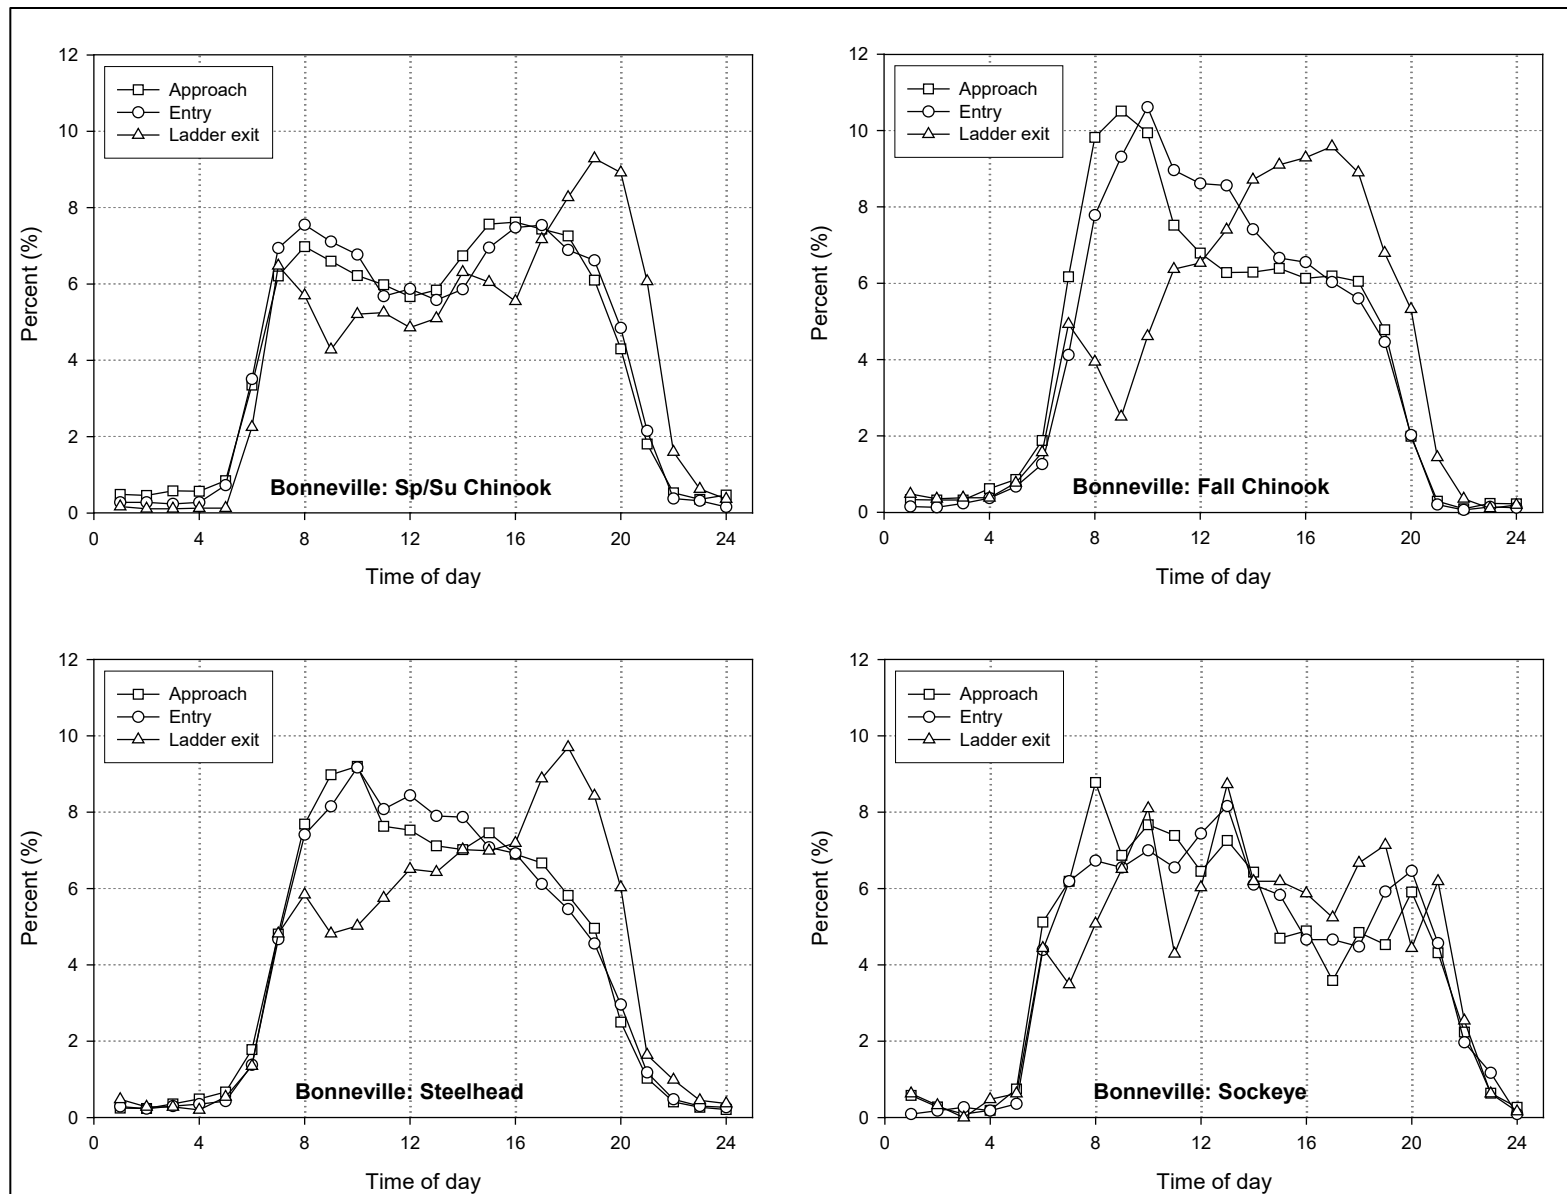 12
10
8
6
4
2
0
Percent (%)
Approach
Entry
Ladder exit
Bonneville: Sp/Su Chinook
0 4 8 12 16 20 24
Time of day
12
10
8
6
4
2
0
Percent (%)
Approach
Entry
Ladder exit
Bonneville: Fall Chinook
0 4 8 12 16 20 24
Time of day
12
10
8
6
4
2
0
Percent (%)
Approach
Entry
Ladder exit
Bonneville: Steelhead
0 4 8 12 16 20 24
Time of day
12
10
8
6
4
2
0
Percent (%)
Approach
Entry
Ladder exit
Bonneville: Sockeye
0 4 8 12 16 20 24
Time of day